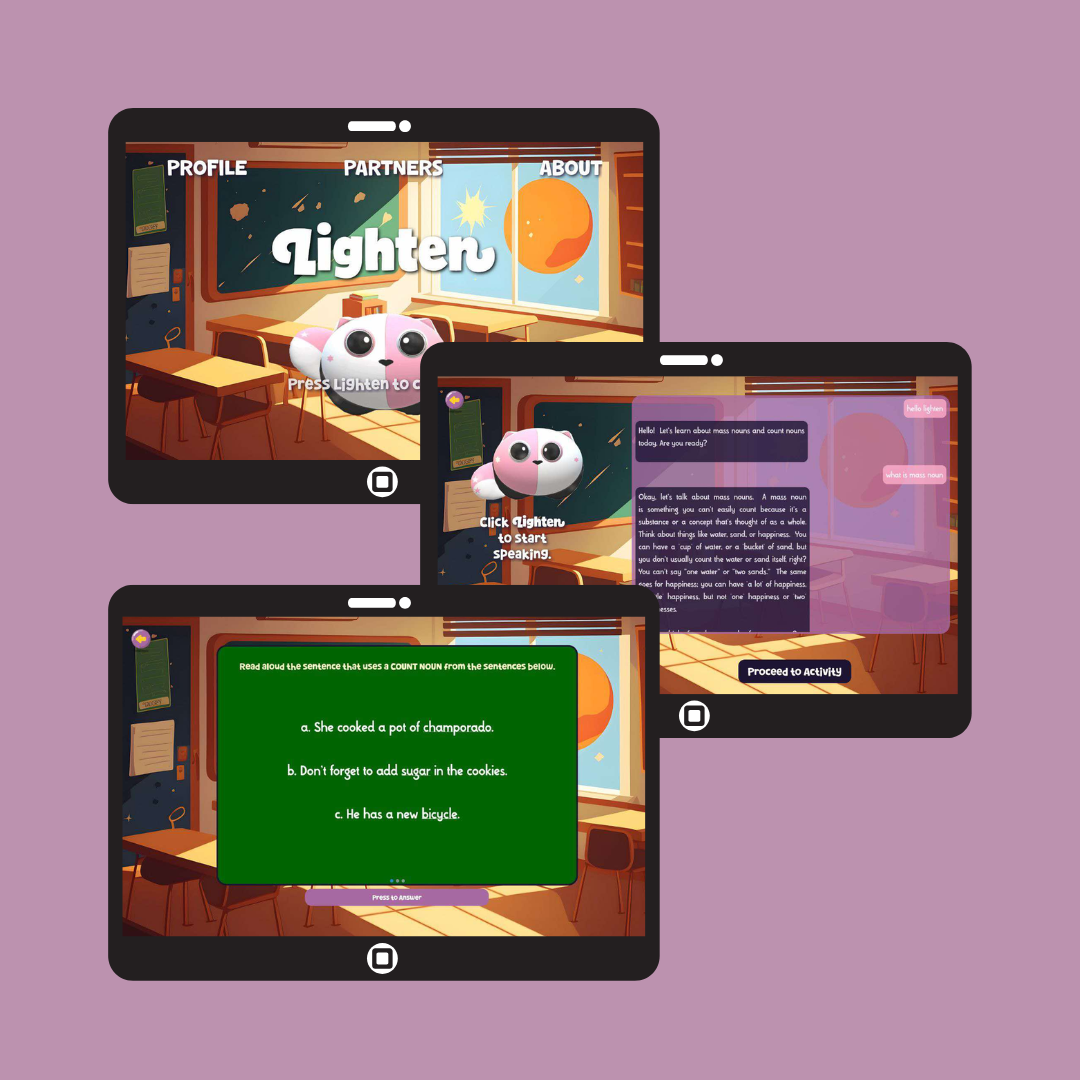 PROFILE PARTNERS ABOUT
Lighten
Press Lighten to
hello lighten
Hello! Let's learn about mass nouns and count nouns
today. Are you ready?
what is mass noun
Click Lighten
to start
speaking.
Okay, let's talk about mass nouns. A mass noun
is something you can't easily count because it's a
substance or a concept that's thought of as a whole.
Think about things like water, sand, or happiness. You
can have a 'cup' of water, or a 'bucket' of sand, but
you don't usually count the water or sand itself, right?
You can't say "one water" or "two sands." The same
goes for happiness; you can have 'a lot' of happiness,
happiness, but not 'one happiness' or 'two
Proceed to Activity
Read aloud the sentence that uses a COUNT NOUN from the sentences below.
a. She cooked a pot of champorado.
b. Don't forget to add sugar in the cookies.
c. He has a new bicycle.
Press to Answer